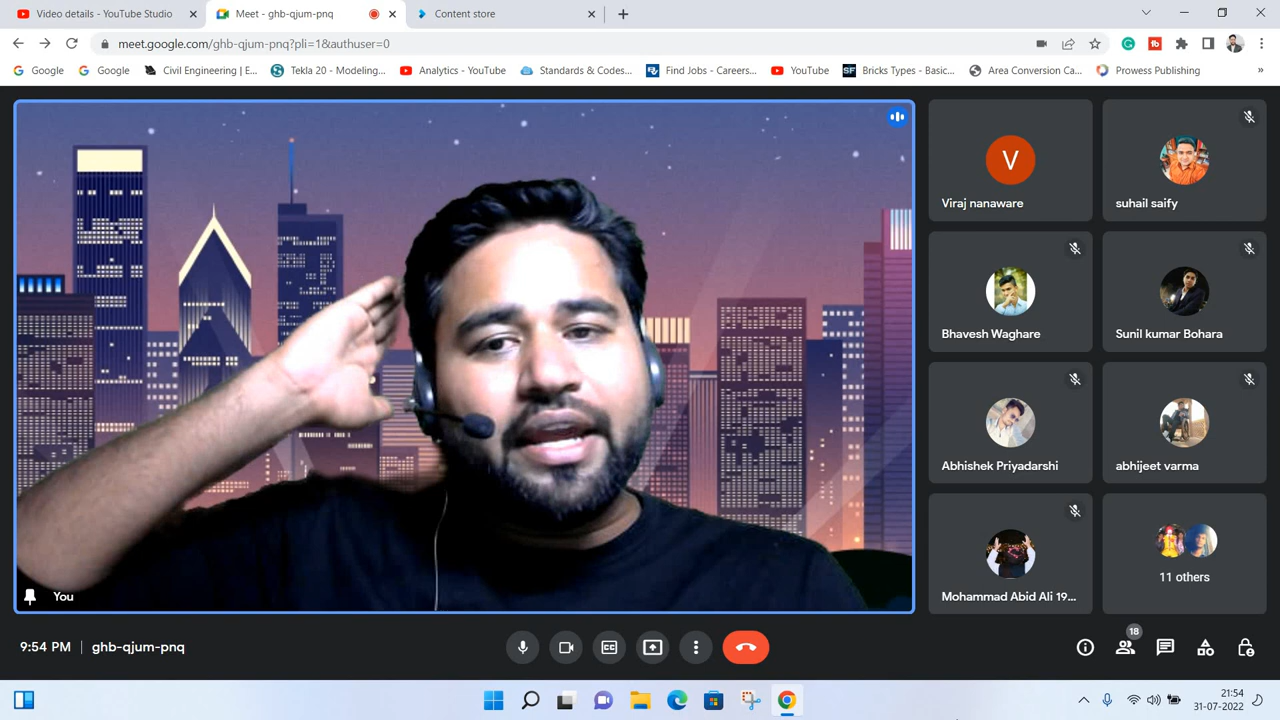 Video details - YouTube Studio
Meet - ghb-qjum-pnq
Content store
meet.google.com/ghb-qjum-pnq?pli=1&authuser=0
Google
Google
Civil Engineering | E...
Tekla 20 - Modeling...
Analytics - YouTube
Standards & Codes...
Find Jobs - Careers...
YouTube
SF
Bricks Types - Basic...
Area Conversion Ca...
Prowess Publishing
»
V
Viraj nanaware
suhail saify
Bhavesh Waghare
Sunil kumar Bohara
Abhishek Priyadarshi
abhijeet varma
Mohammad Abid Ali 19...
11 others
You
9:54 PM | ghb-qjum-pnq
CC
18
21:54
31-07-2022